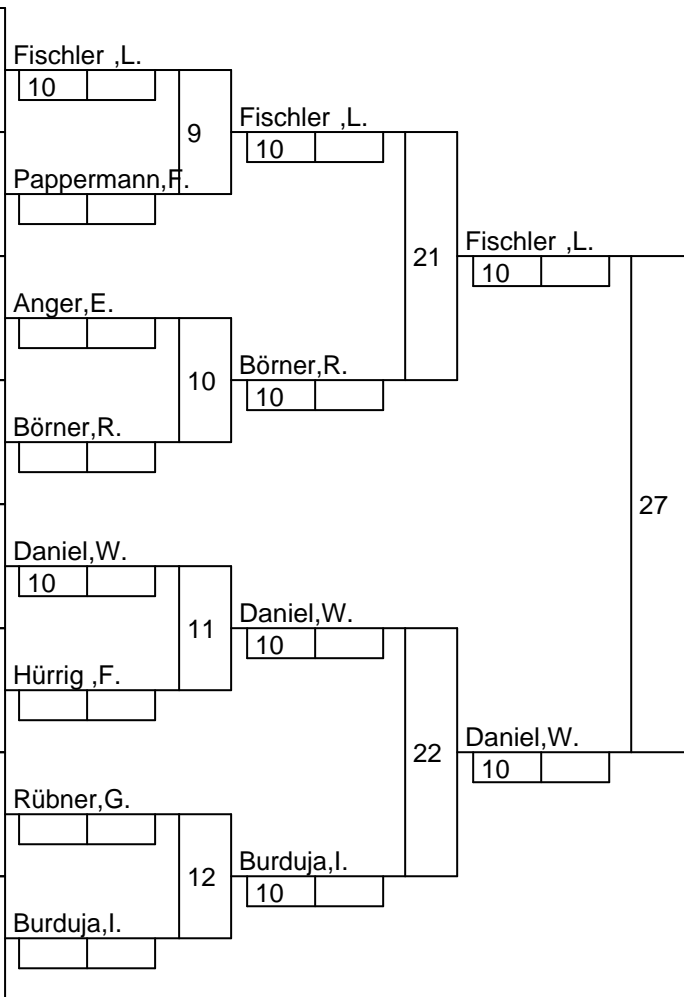 Fischler ,L.
10
9
Pappermann,F.
Anger,E.
10
Börner,R.
Daniel,W.
10
11
Hürrig ,F.
Rübner,G.
12
Burduja,I.
Fischler ,L.
10
21
Börner,R.
10
Daniel,W.
10
22
Burduja,I.
10
Fischler ,L.
10
27
Daniel,W.
10